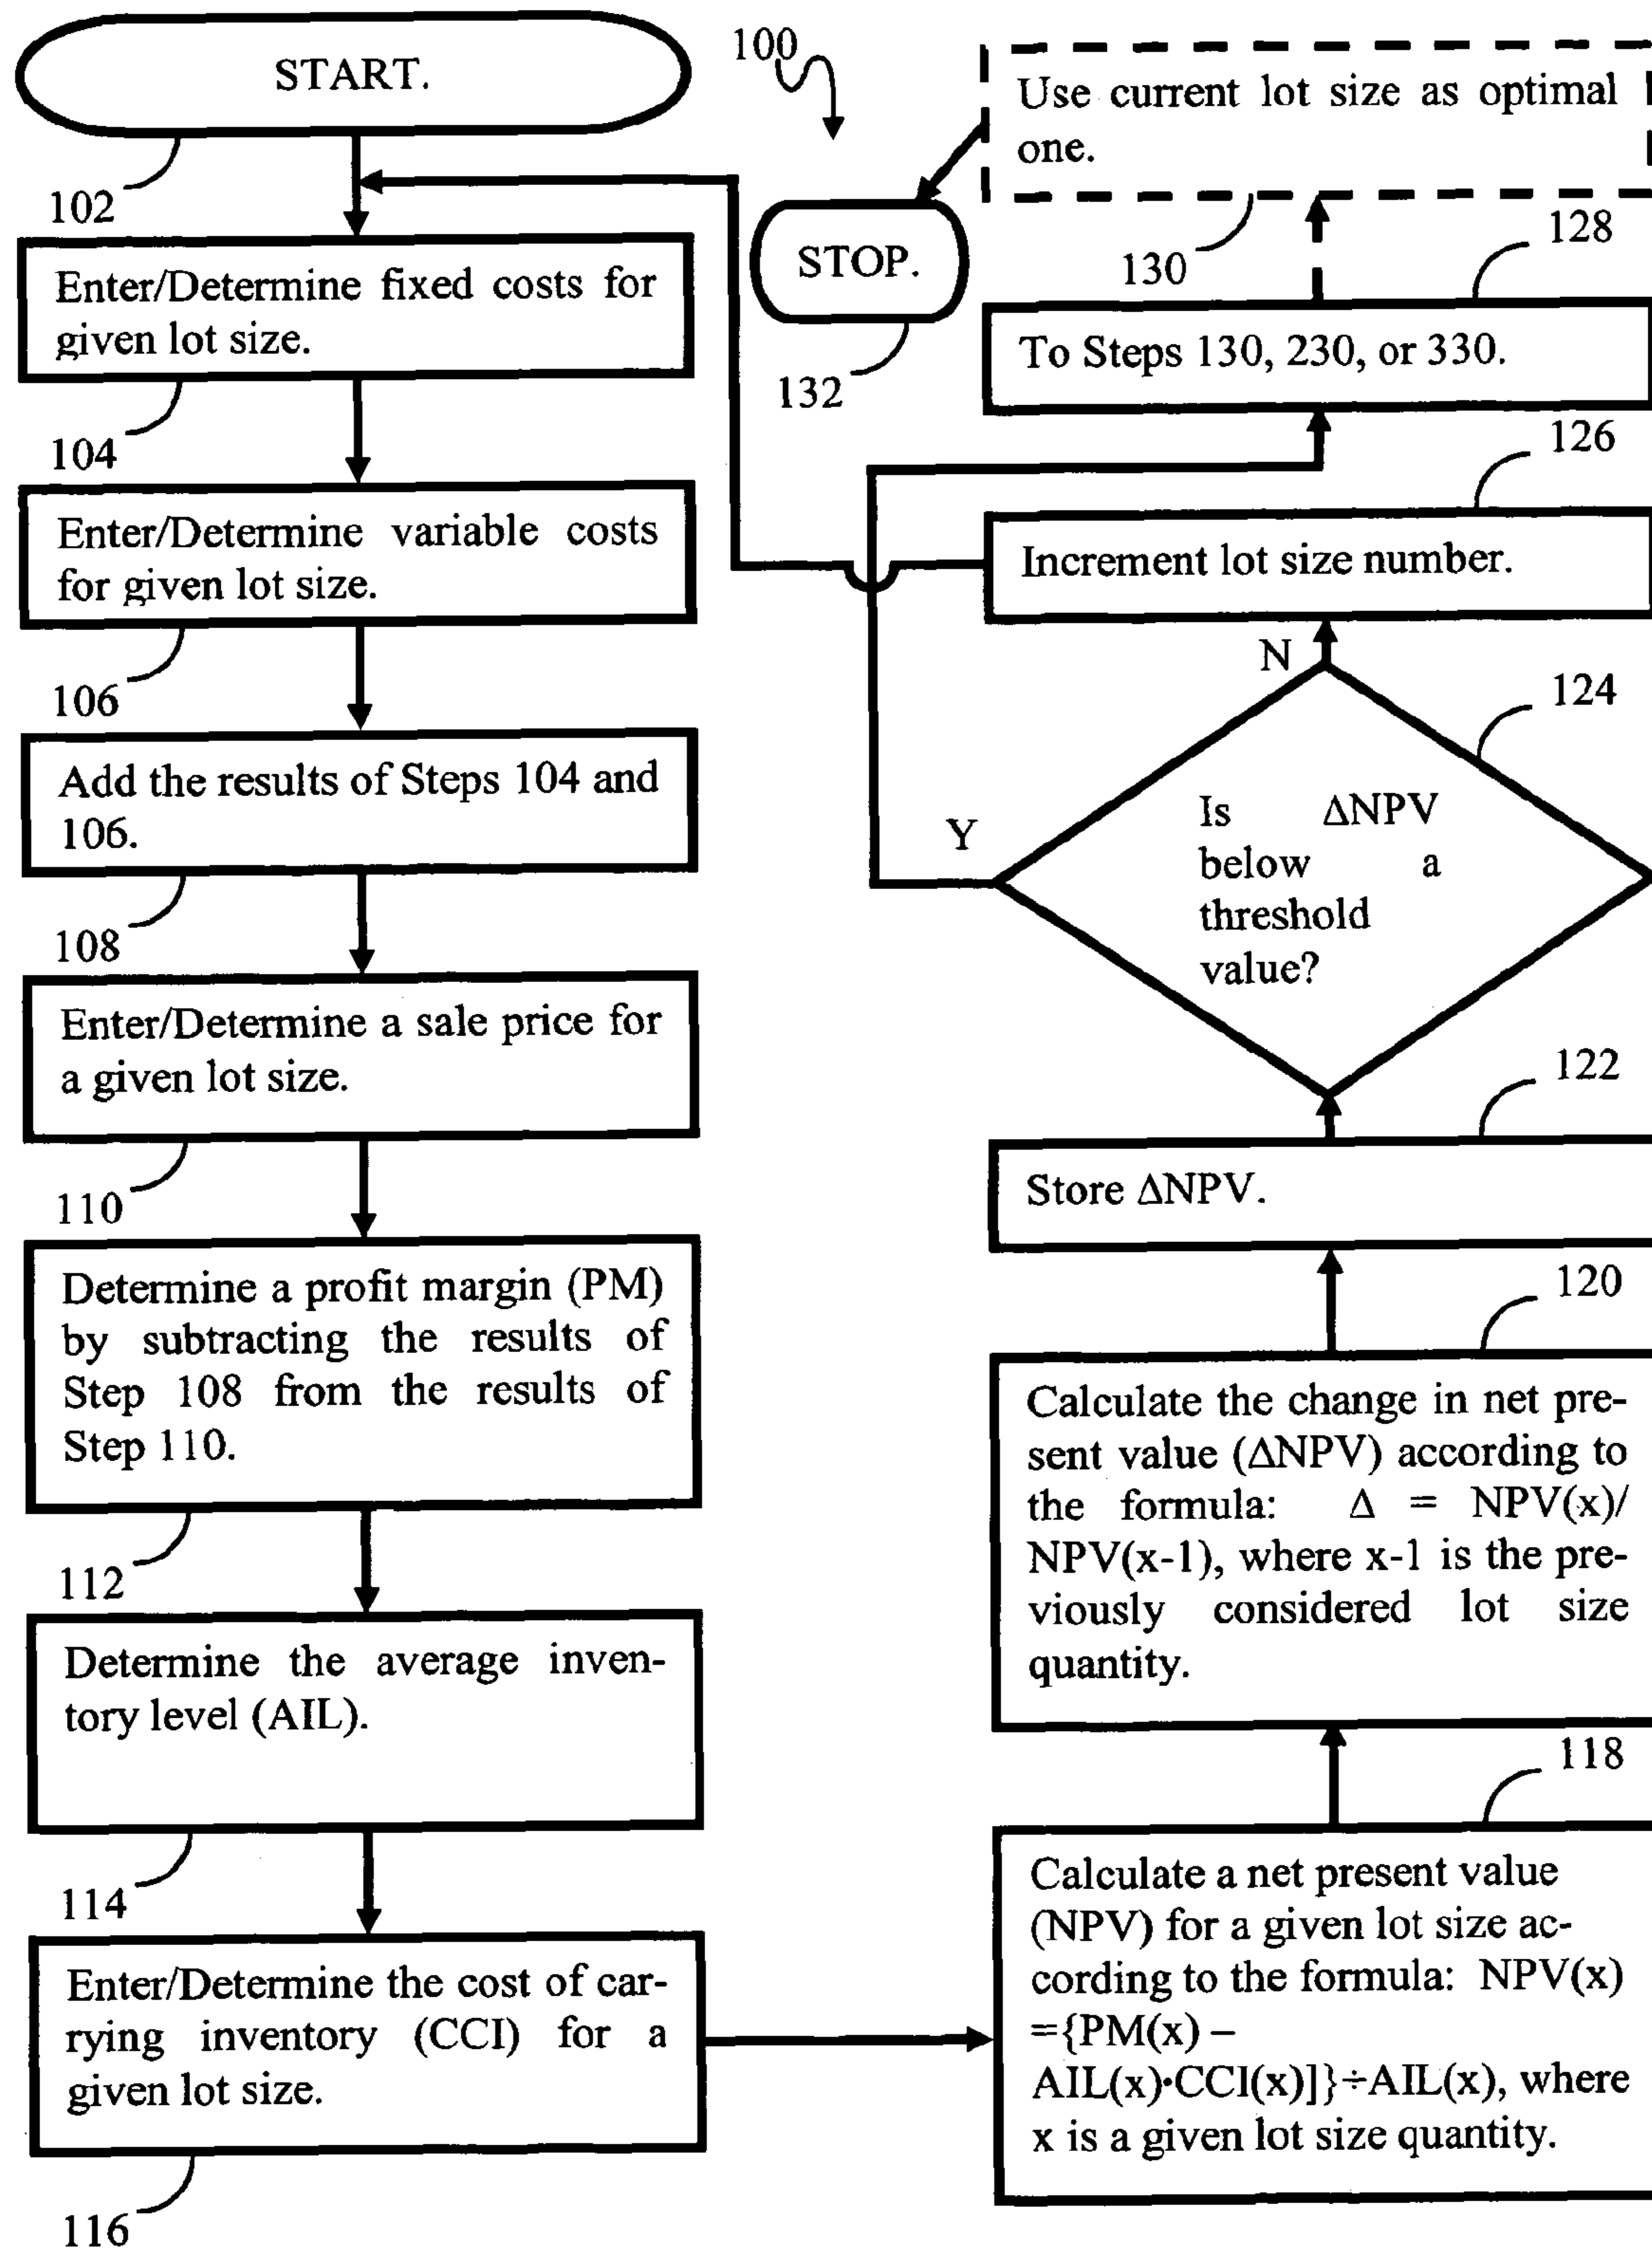 START.
102
Enter/Determine fixed costs for
given lot size.
104
Enter/Determine variable costs
for given lot size.
106
Add the results of Steps 104 and
106.
108
Enter/Determine a sale price for
a given lot size.
110
Determine a profit margin (PM)
by subtracting the results of
Step 108 from the results of
Step 110.
112
Determine the average inven-
tory level (AIL).
114
Enter/Determine the cost of car-
rying inventory (CCI) for a
given lot size.
116
100
Use current lot size as optimal
one.
130
STOP.
132
128
To Steps 130, 230, or 330.
126
Increment lot size number.
N
124
Y
Is ΔNPV
below a
threshold
value?
122
Store ΔNPV.
120
Calculate the change in net pre-
sent value (ΔNPV) according to
the formula: Δ = NPV(x)/
NPV(x-1), where x-1 is the pre-
viously considered lot size
quantity.
118
Calculate a net present value
(NPV) for a given lot size ac-
cording to the formula: NPV(x)
={PM(x) –
AIL(x)·CCI(x)]}÷AIL(x), where
x is a given lot size quantity.